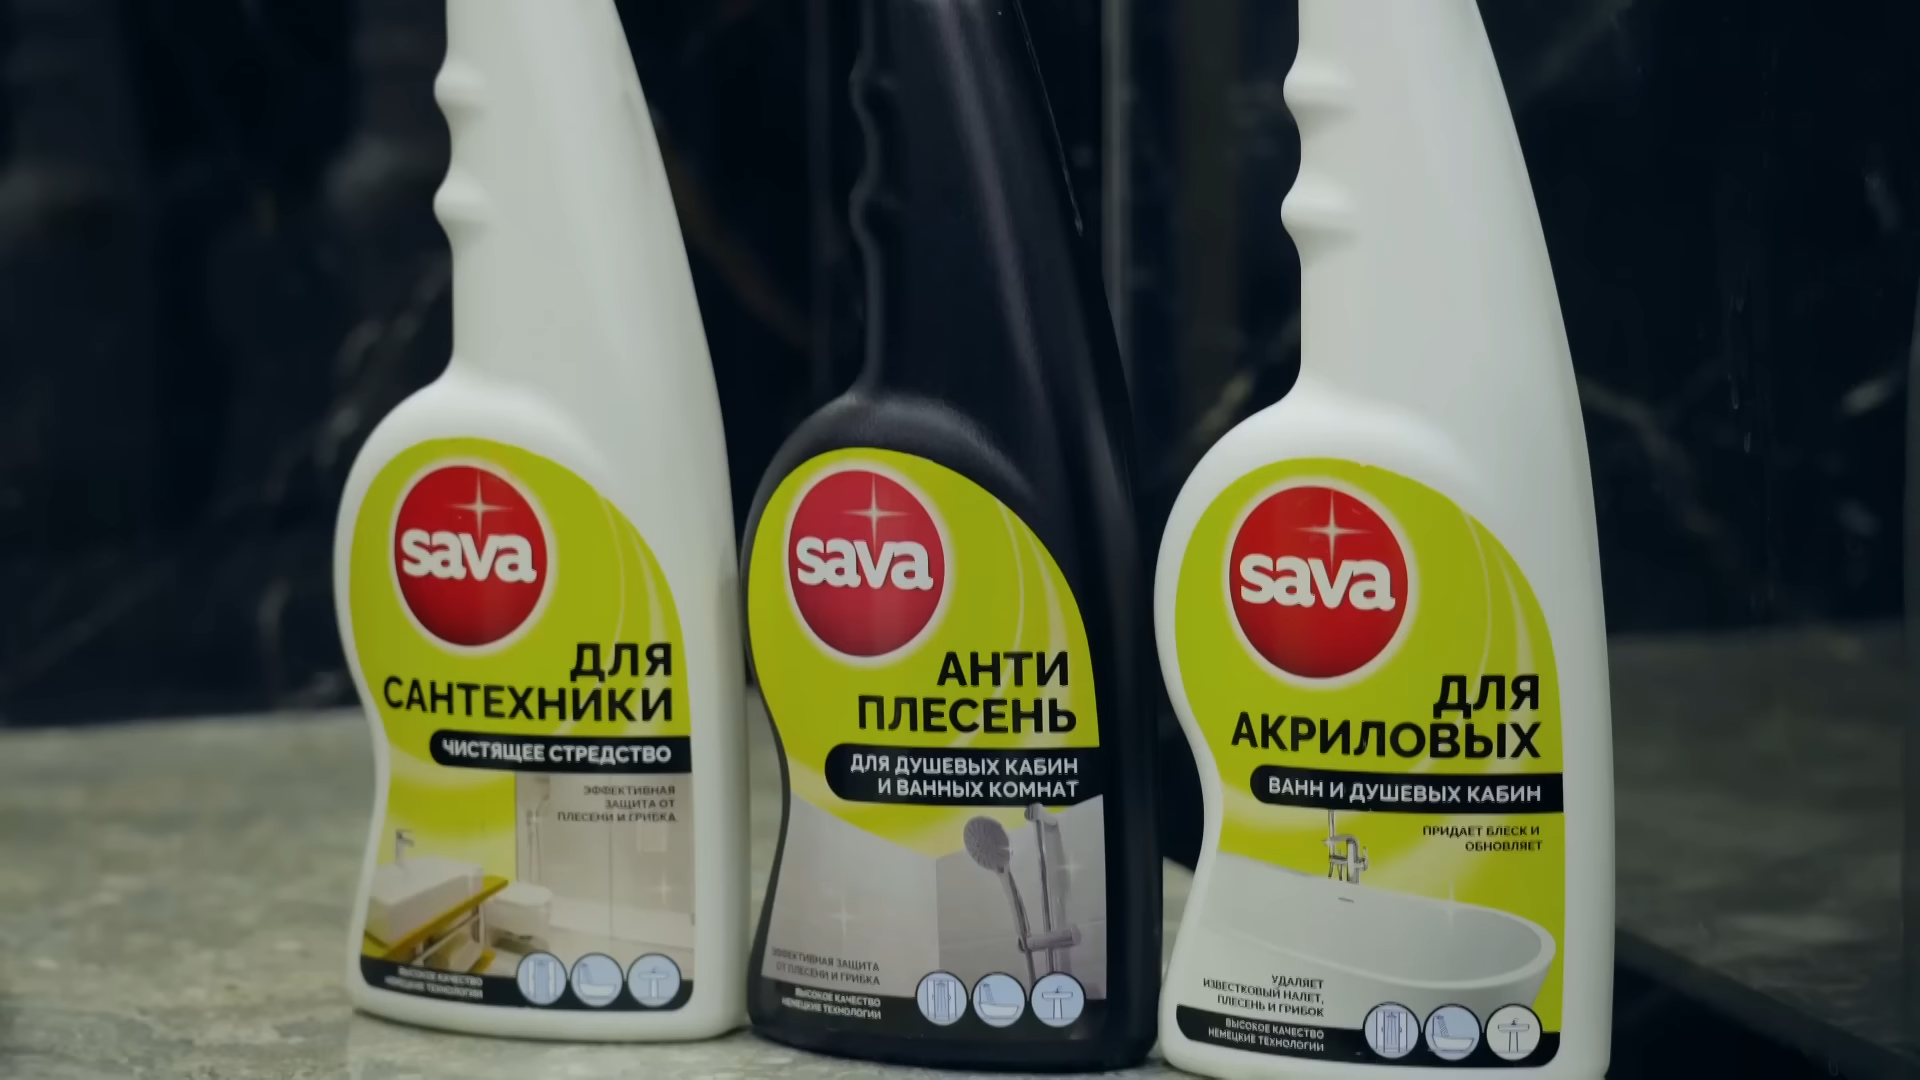 sava
ДЛЯ
САНТЕХНИКИ
ЧИСТЯЩЕЕ СТРЕДСТВО
ЭФФЕКТИВНАЯ
ЗАЩИТА ОТ
ПЛЕСЕНИ И ГРИБКА
ВЫСОКОЕ КАЧЕСТВО
НЕМЕЦКИЕ ТЕХНОЛОГИИ
sava
АНТИ
ПЛЕСЕНЬ
ДЛЯ ДУШЕВЫХ КАБИН
И ВАННЫХ КОМНАТ
ЭФФЕКТИВНАЯ ЗАЩИТА
ОТ ПЛЕСЕНИ И ГРИБКА
ВЫСОКОЕ КАЧЕСТВО
НЕМЕЦКИЕ ТЕХНОЛОГИИ
sava
ДЛЯ
АКРИЛОВЫХ
ВАНН И ДУШЕВЫХ КАБИН
ПРИДАЕТ БЛЕСК И
ОБНОВЛЯЕТ
УДАЛЯЕТ
ИЗВЕСТКОВЫЙ НАЛЕТ,
ПЛЕСЕНЬ И ГРИБОК
ВЫСОКОЕ КАЧЕСТВО
НЕМЕЦКИЕ ТЕХНОЛОГИИ